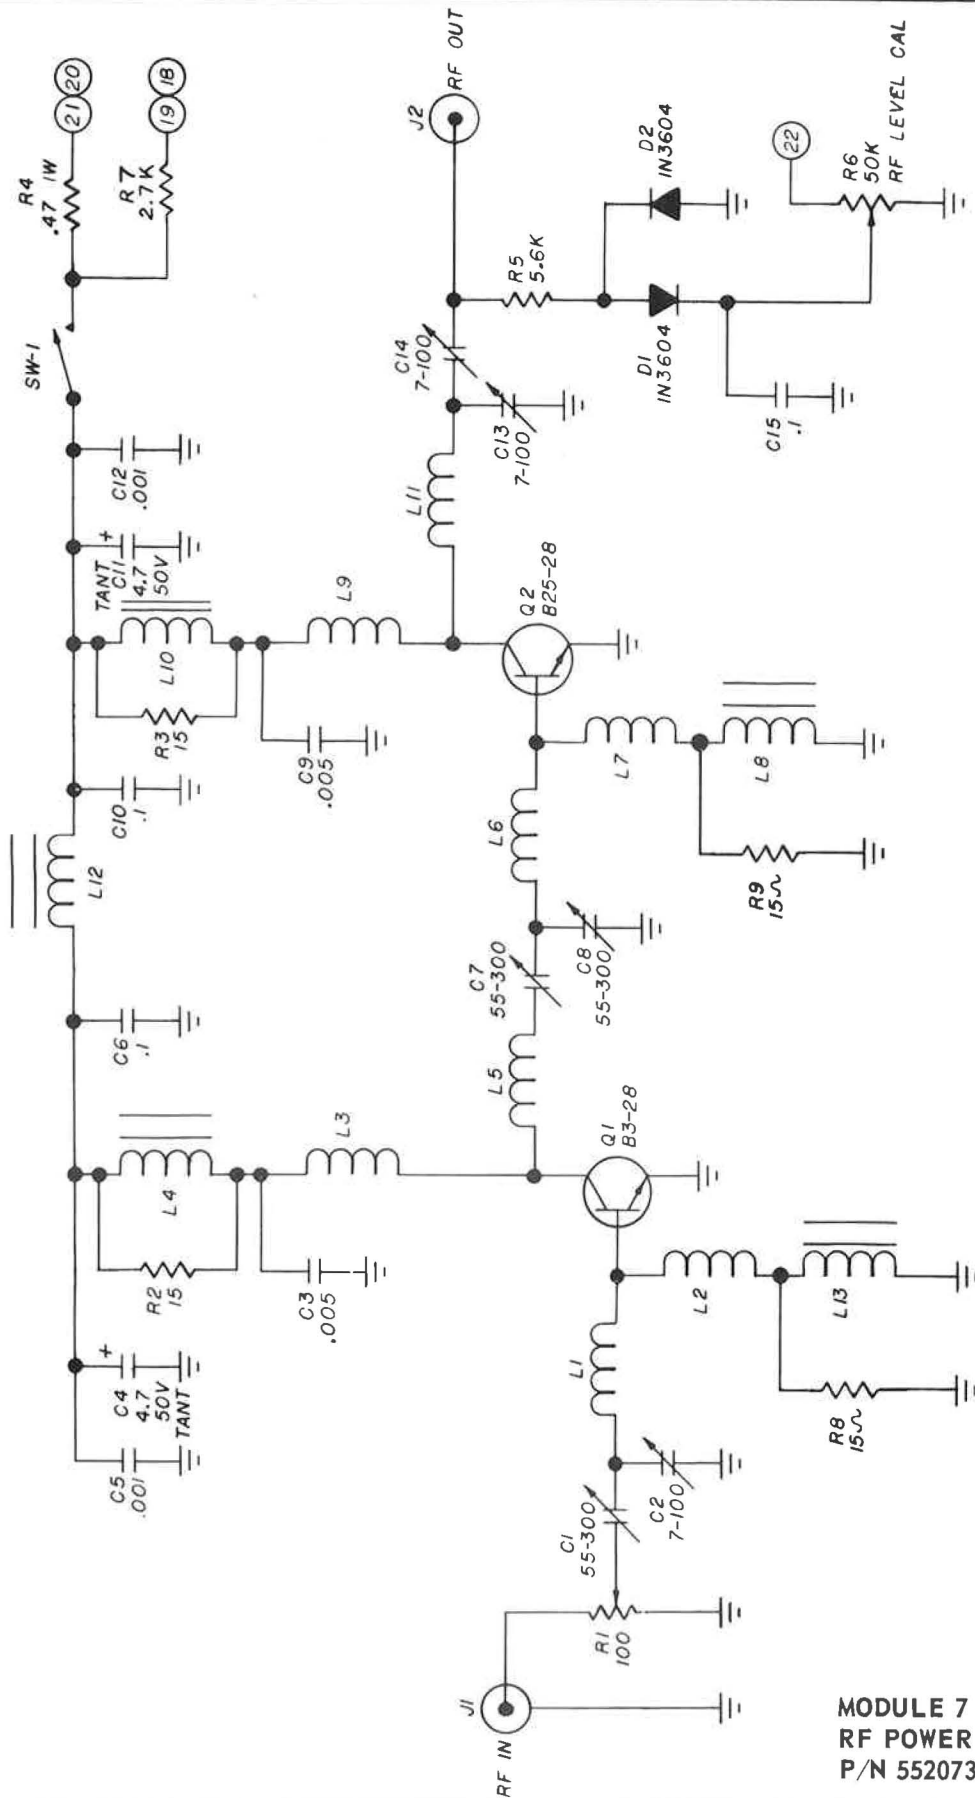 R4
.47 1W
21 20
R7
2.7K
19 18
SW-1
C12
.001
TANT
C11 +
4.7
50V
L10
R3
15
C10
.1
L12
C6
.1
L4
R2
15
+
C4
4.7
50V
TANT
C5
.001
L9
C9
.005
L3
C3
.005
J2
RF OUT
C14
7-100
C13
7-100
L11
R5
5.6K
D2
IN3604
D1
IN3604
C15
.1
22
R6
50K
RF LEVEL CAL
Q2
B25-28
L6
L7
L8
R9
15Ω
C7
55-300
C8
55-300
L5
Q1
B3-28
L1
L2
L13
R8
15Ω
C1
55-300
C2
7-100
R1
100
J1
RF IN
MODULE 7
RF POWER
P/N 552073